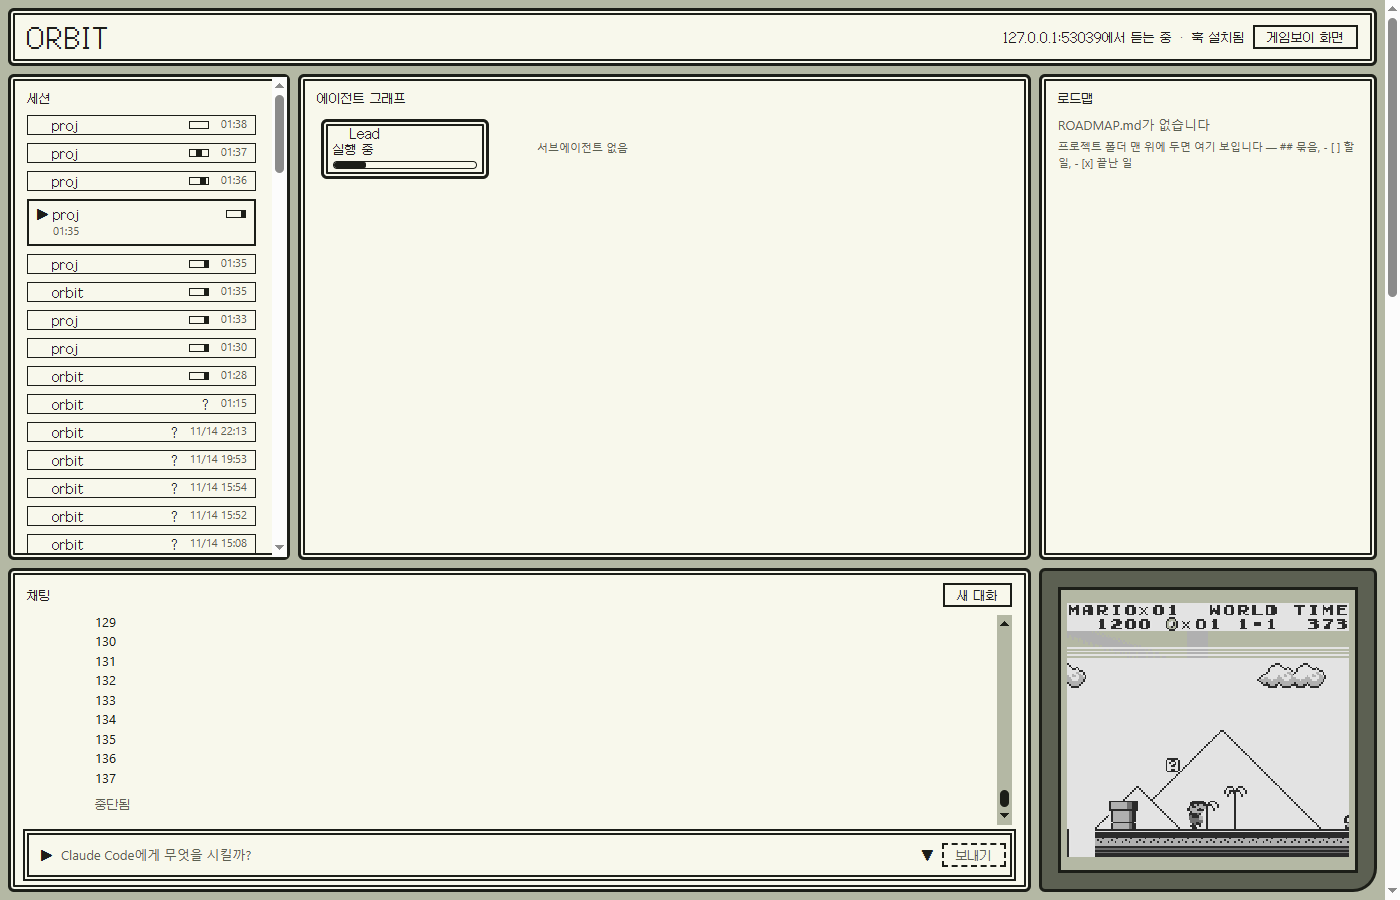 ORBIT
127.0.0.1:53039에서 듣는 중 · 훅 설치됨
게임보이 화면
세션
proj 01:38
proj 01:37
proj 01:36
▶ proj
01:35
proj 01:35
orbit 01:35
proj 01:33
proj 01:30
orbit 01:28
orbit ? 01:15
orbit ? 11/14 22:13
orbit ? 11/14 19:53
orbit ? 11/14 15:54
orbit ? 11/14 15:52
orbit ? 11/14 15:08
에이전트 그래프
Lead
실행 중
서브에이전트 없음
로드맵
ROADMAP.md가 없습니다
프로젝트 폴더 맨 위에 두면 여기 보입니다 — ## 묶음, - [ ] 할
일, - [x] 끝난 일
채팅
새 대화
129
130
131
132
133
134
135
136
137
중단됨
▶ Claude Code에게 무엇을 시킬까?
▼ 보내기
MARIO×01 WORLD TIME
1200 ×01 1-1 373
?